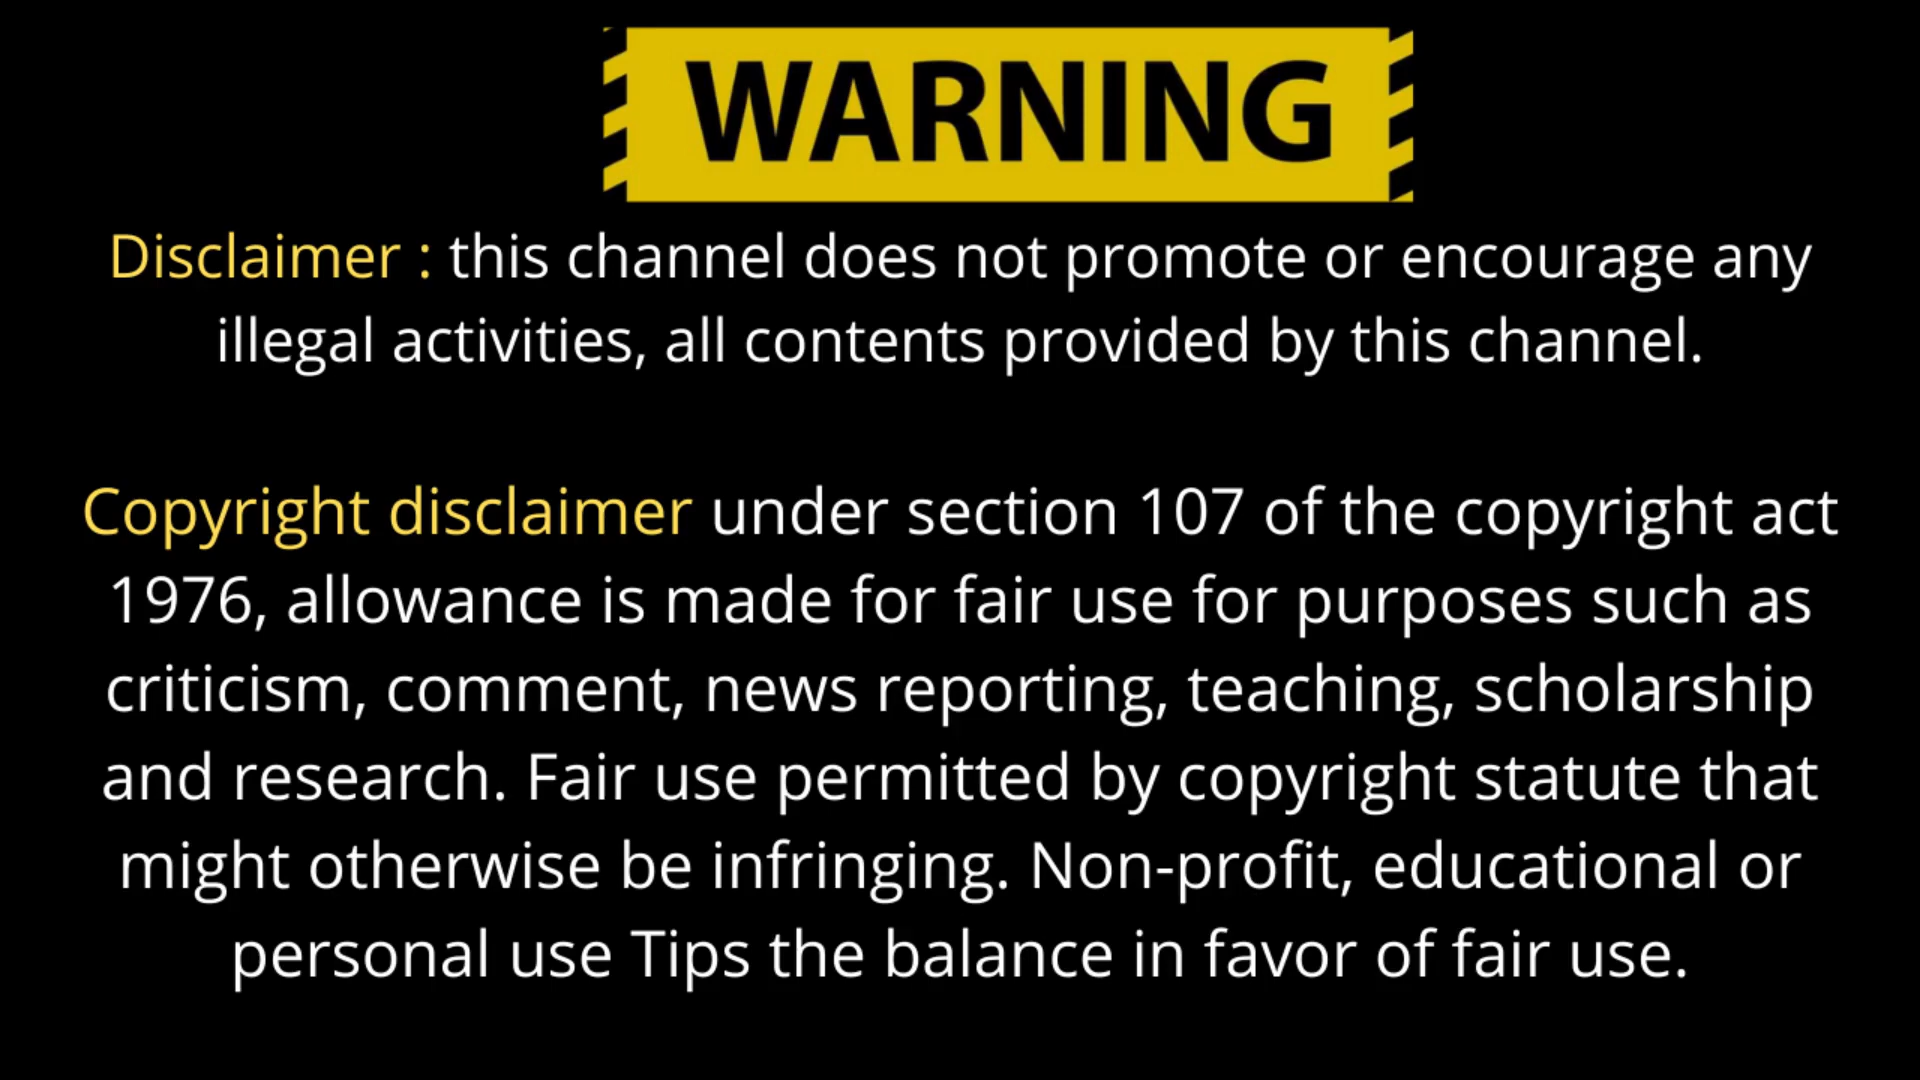 WARNING
Disclaimer : this channel does not promote or encourage any
illegal activities, all contents provided by this channel.
Copyright disclaimer under section 107 of the copyright act
1976, allowance is made for fair use for purposes such as
criticism, comment, news reporting, teaching, scholarship
and research. Fair use permitted by copyright statute that
might otherwise be infringing. Non-profit, educational or
personal use Tips the balance in favor of fair use.